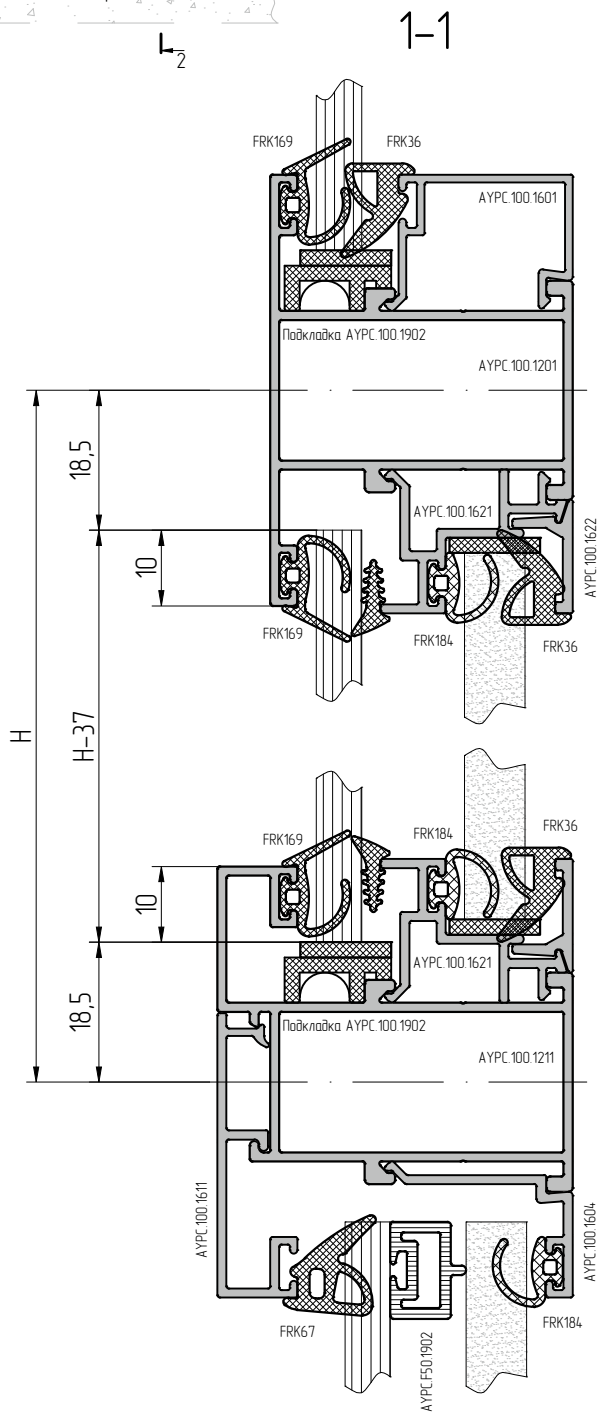 1-1
2
FRK169
FRK36
AYPC.100.1601
Подкладка AYPC.100.1902
AYPC.100.1201
18,5
AYPC.100.1621
AYPC.100.1622
10
FRK169
FRK184
FRK36
H
H-37
FRK169
FRK184
FRK36
10
AYPC.100.1621
18,5
Подкладка AYPC.100.1902
AYPC.100.1211
AYPC.100.1611
AYPC.100.1604
FRK67
AYPC.F50.1902
FRK184